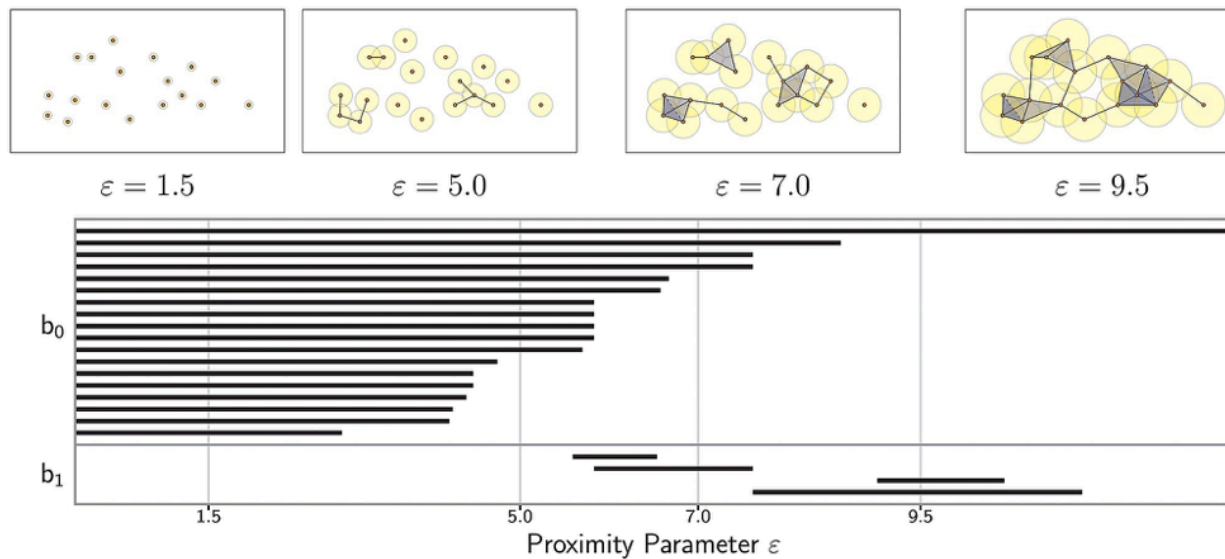 ε = 1.5
ε = 5.0
ε = 7.0
ε = 9.5
b₀
b₁
1.5
5.0
7.0
9.5
Proximity Parameter ε